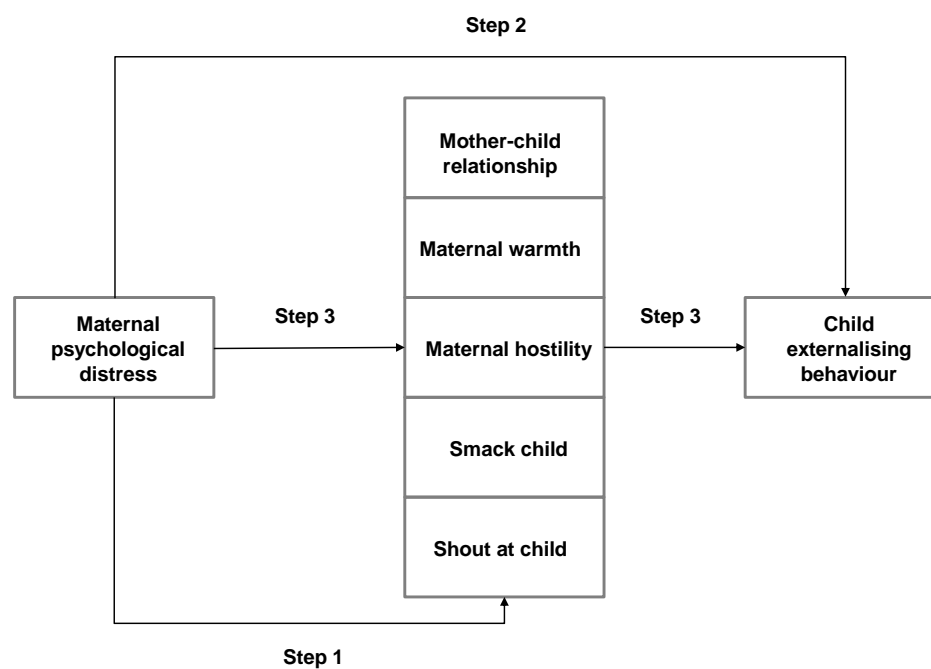 Step 2
Mother-child
relationship
Maternal warmth
Maternal
psychological
distress
Step 3
Maternal hostility
Step 3
Child
externalising
behaviour
Smack child
Shout at child
Step 1